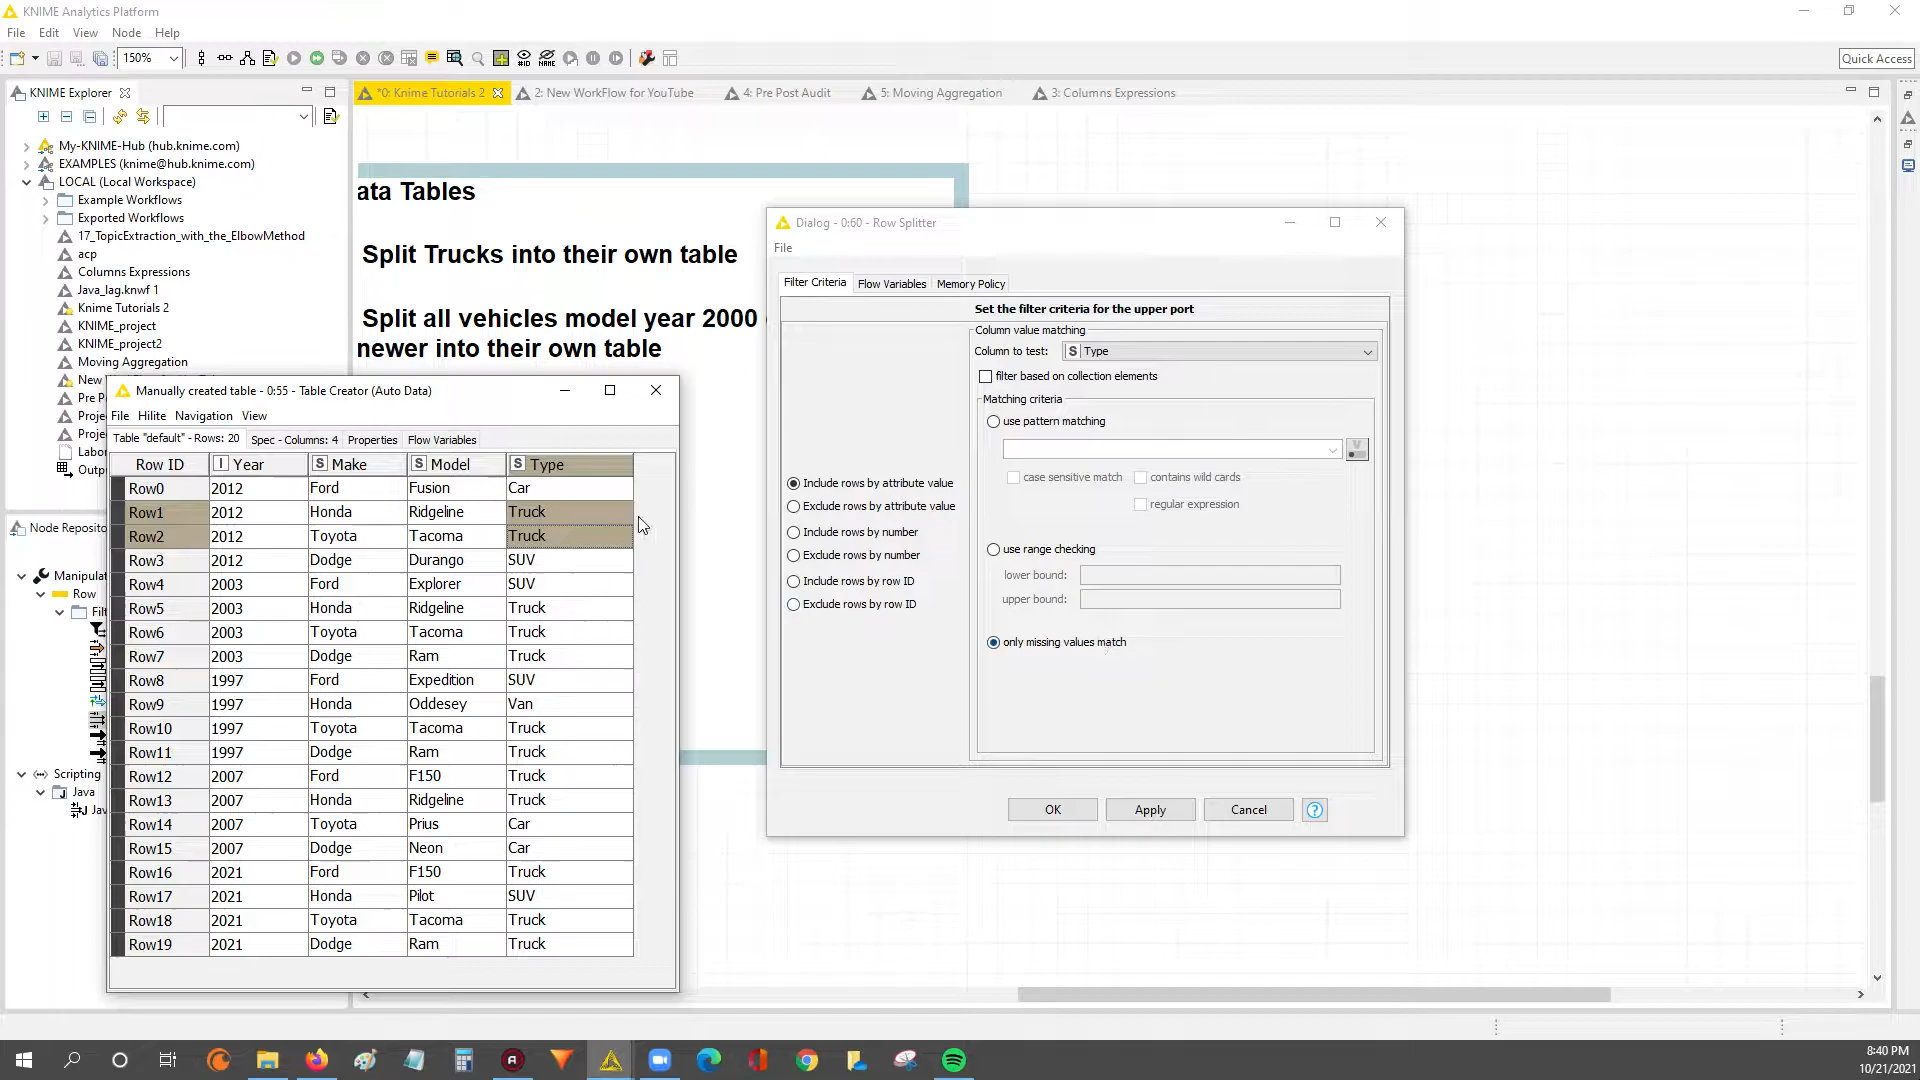 KNIME Analytics Platform
File Edit View Node Help
150%
Quick Access
KNIME Explorer
*0: Knime Tutorials 2
2: New WorkFlow for YouTube
4: Pre Post Audit
5: Moving Aggregation
3: Columns Expressions
My-KNIME-Hub (hub.knime.com)
EXAMPLES (knime@hub.knime.com)
LOCAL (Local Workspace)
Example Workflows
Exported Workflows
17_TopicExtraction_with_the_ElbowMethod
acp
Columns Expressions
Java_lag.knwf 1
Knime Tutorials 2
KNIME_project
KNIME_project2
Moving Aggregation
New
Pre P
Proje
Proje
Labor
Outp
Node Reposito
Manipulat
Row
Filt
Scripting
Java
Jav
ata Tables
Split Trucks into their own table
Split all vehicles model year 2000
newer into their own table
Manually created table - 0:55 - Table Creator (Auto Data)
File Hilite Navigation View
Table "default" - Rows: 20 Spec - Columns: 4 Properties Flow Variables
Row ID I Year S Make S Model S Type
Row0 2012 Ford Fusion Car
Row1 2012 Honda Ridgeline Truck
Row2 2012 Toyota Tacoma Truck
Row3 2012 Dodge Durango SUV
Row4 2003 Ford Explorer SUV
Row5 2003 Honda Ridgeline Truck
Row6 2003 Toyota Tacoma Truck
Row7 2003 Dodge Ram Truck
Row8 1997 Ford Expedition SUV
Row9 1997 Honda Oddesey Van
Row10 1997 Toyota Tacoma Truck
Row11 1997 Dodge Ram Truck
Row12 2007 Ford F150 Truck
Row13 2007 Honda Ridgeline Truck
Row14 2007 Toyota Prius Car
Row15 2007 Dodge Neon Car
Row16 2021 Ford F150 Truck
Row17 2021 Honda Pilot SUV
Row18 2021 Toyota Tacoma Truck
Row19 2021 Dodge Ram Truck
Dialog - 0:60 - Row Splitter
File
Filter Criteria Flow Variables Memory Policy
Set the filter criteria for the upper port
Include rows by attribute value
Exclude rows by attribute value
Include rows by number
Exclude rows by number
Include rows by row ID
Exclude rows by row ID
Column value matching
Column to test: S Type
filter based on collection elements
Matching criteria
use pattern matching
case sensitive match contains wild cards
regular expression
use range checking
lower bound:
upper bound:
only missing values match
OK Apply Cancel
8:40 PM
10/21/2021